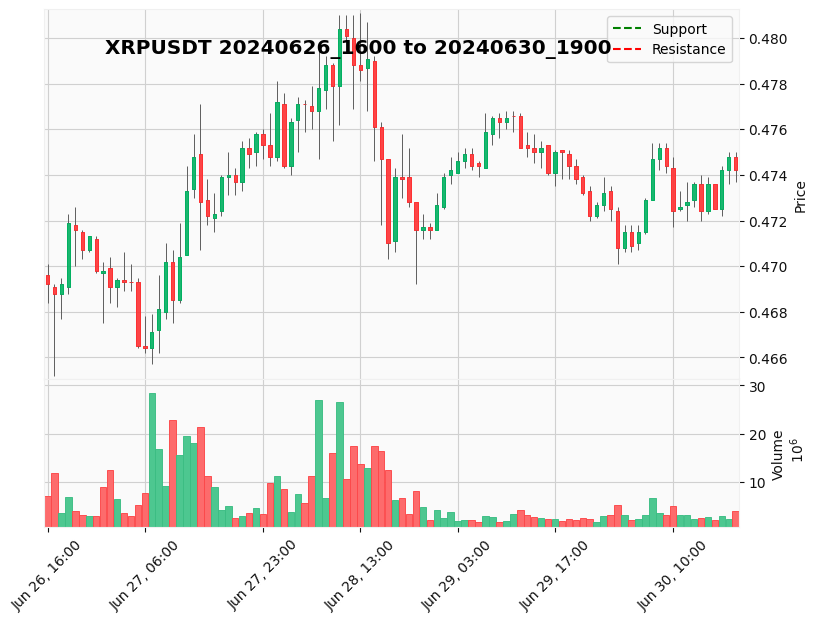 XRPUSDT 20240626_1600 to 20240630_1900
Support
Resistance
0.480
0.478
0.476
0.474
0.472
0.470
0.468
0.466
Price
30
20
10
Volume
10^6
Jun 26, 16:00
Jun 27, 06:00
Jun 27, 23:00
Jun 28, 13:00
Jun 29, 03:00
Jun 29, 17:00
Jun 30, 10:00